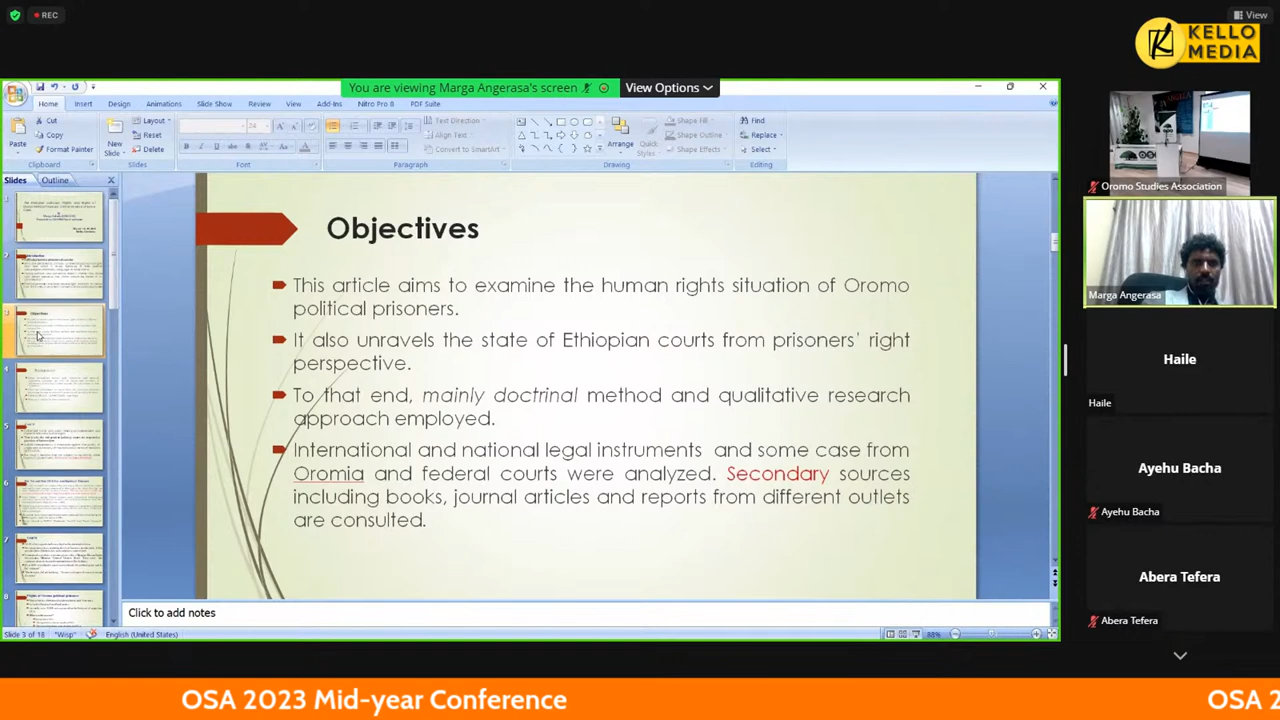 REC
View
KELLO
MEDIA
You are viewing Marga Angerasa's screen
View Options
Home Insert Design Animations Slide Show Review View Add-Ins Nitro Pro 8 PDF Suite
Cut
Copy
Format Painter
Paste
Clipboard
New
Slide
Layout
Reset
Delete
Slides
Font
Text Direction
Align Text
Convert to SmartArt
Paragraph
Arrange
Quick
Styles
Shape Fill
Shape Outline
Shape Effects
Drawing
Find
Replace
Select
Editing
Slides Outline
Objectives
This article aims to examine the human rights situation of Oromo
political prisoners.
It also unravels the state of Ethiopian courts from prisoners' right
perspective.
To that end, mainly doctrinal method and qualitative research
approach employed.
International and national legal instruments and some case from
Oromia and federal courts were analyzed. Secondary sources
including books, journal articles and reports from different outlets
are consulted.
Click to add notes
Slide 3 of 18 "Wisp" English (United States) 88%
Oromo Studies Association
Marga Angerasa
Haile
Haile
Ayehu Bacha
Ayehu Bacha
Abera Tefera
Abera Tefera
OSA 2023 Mid-year Conference
OSA 2